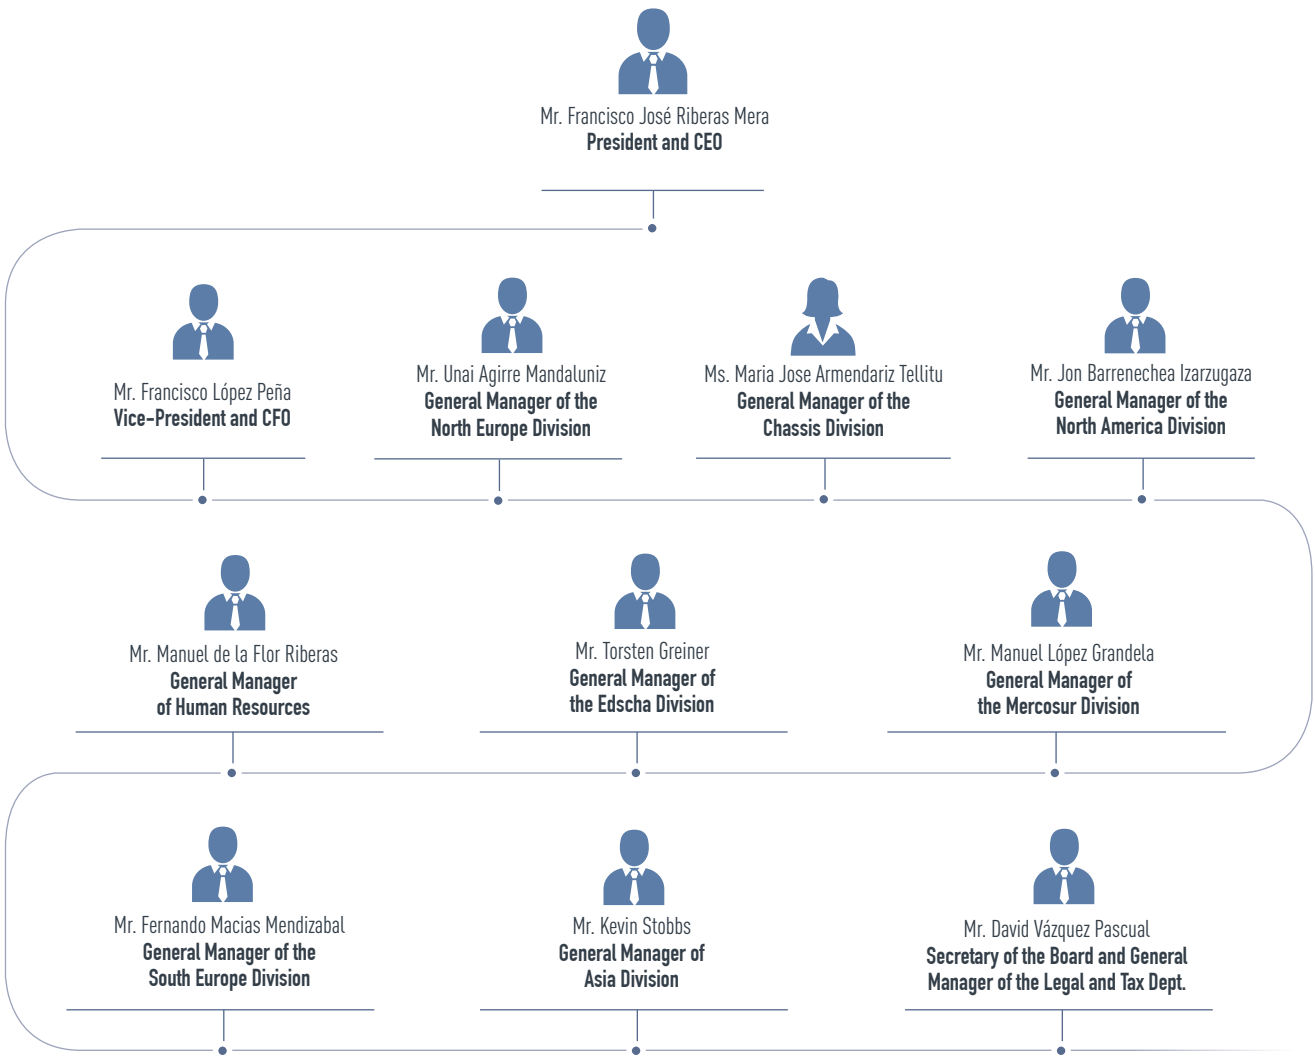 Mr. Francisco José Riberas Mera
President and CEO
Mr. Francisco López Peña
Vice-President and CFO
Mr. Unai Agirre Mandaluniz
General Manager of the
North Europe Division
Ms. Maria Jose Armendariz Tellitu
General Manager of the
Chassis Division
Mr. Jon Barrenechea Izarzugaza
General Manager of the
North America Division
Mr. Manuel de la Flor Riberas
General Manager
of Human Resources
Mr. Torsten Greiner
General Manager of
the Edscha Division
Mr. Manuel López Grandela
General Manager of
the Mercosur Division
Mr. Fernando Macias Mendizabal
General Manager of the
South Europe Division
Mr. Kevin Stobbs
General Manager of
Asia Division
Mr. David Vázquez Pascual
Secretary of the Board and General
Manager of the Legal and Tax Dept.